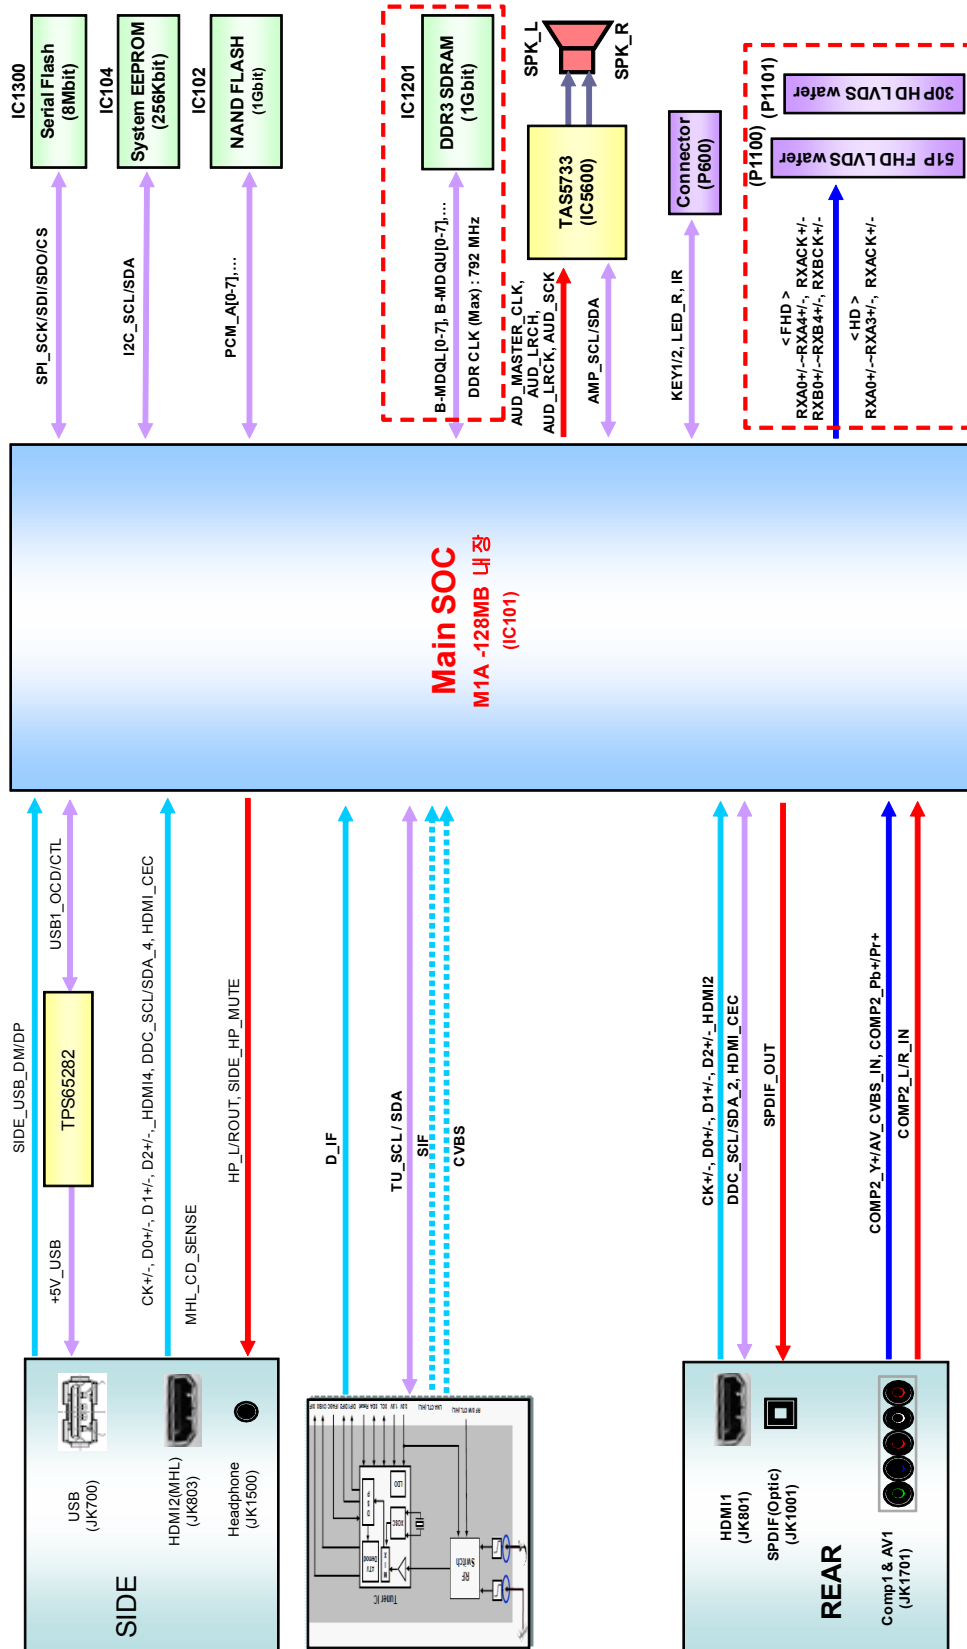 SIDE
USB
(JK700)
HDMI2(MHL)
(JK803)
Headphone
(JK1500)
+5V_USB
TPS65282
SIDE_USB_DM/DP
USB1_OCD/CTL
CK+/-, D0+/-, D1+/-, D2+/-_HDMI4, DDC_SCL/SDA_4, HDMI_CEC
MHL_CD_SENSE
HP_L/ROUT, SIDE_HP_MUTE
Tuner IC
ATV
Demod
XOSC
LDO
RF
Switch
D_IF
TU_SCL / SDA
SIF
CVBS
REAR
HDMI1
(JK801)
SPDIF(Optic)
(JK1001)
Comp1 & AV1
(JK1701)
CK+/-, D0+/-, D1+/-, D2+/-_HDMI2
DDC_SCL/SDA_2, HDMI_CEC
SPDIF_OUT
COMP2_Y+/AV_CVBS_IN, COMP2_Pb+/Pr+
COMP2_L/R_IN
Main SOC
M1A -128MB 내장
(IC101)
IC1300
Serial Flash
(8Mbit)
SPI_SCK/SDI/SDO/CS
IC104
System EEPROM
(256Kbit)
I2C_SCL/SDA
IC102
NAND FLASH
(1Gbit)
PCM_A[0-7],...
IC1201
DDR3 SDRAM
(1Gbit)
B-MDQL[0-7], B-MDQU[0-7],...
DDR CLK (Max) : 792 MHz
SPK_L
SPK_R
TAS5733
(IC5600)
AUD_MASTER_CLK,
AUD_LRCH,
AUD_LRCK, AUD_SCK
AMP_SCL/SDA
Connector
(P600)
KEY1/2, LED_R, IR
(P1100)
51P FHD LVDS wafer
(P1101)
30P HD LVDS wafer
<FHD >
RXA0+/-~RXA4+/-, RXACK+/-
RXB0+/-~RXB4+/-, RXBCK+/-
<HD >
RXA0+/-~RXA3+/-, RXACK+/-